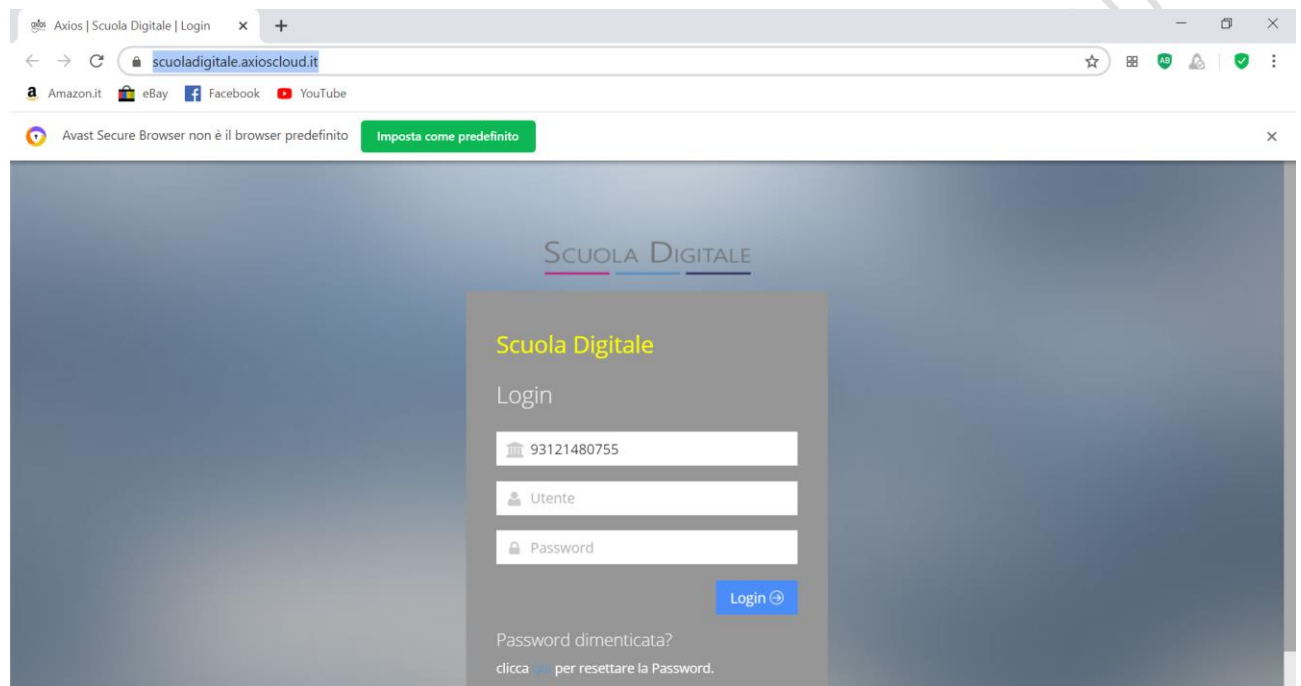 Axios | Scuola Digitale | Login
scuoladigitale.axioscloud.it
Amazon.it eBay Facebook YouTube
Avast Secure Browser non è il browser predefinito Imposta come predefinito
SCUOLA DIGITALE
Scuola Digitale
Login
93121480755
Utente
Password
Login
Password dimenticata?
clicca qui per resettare la Password.